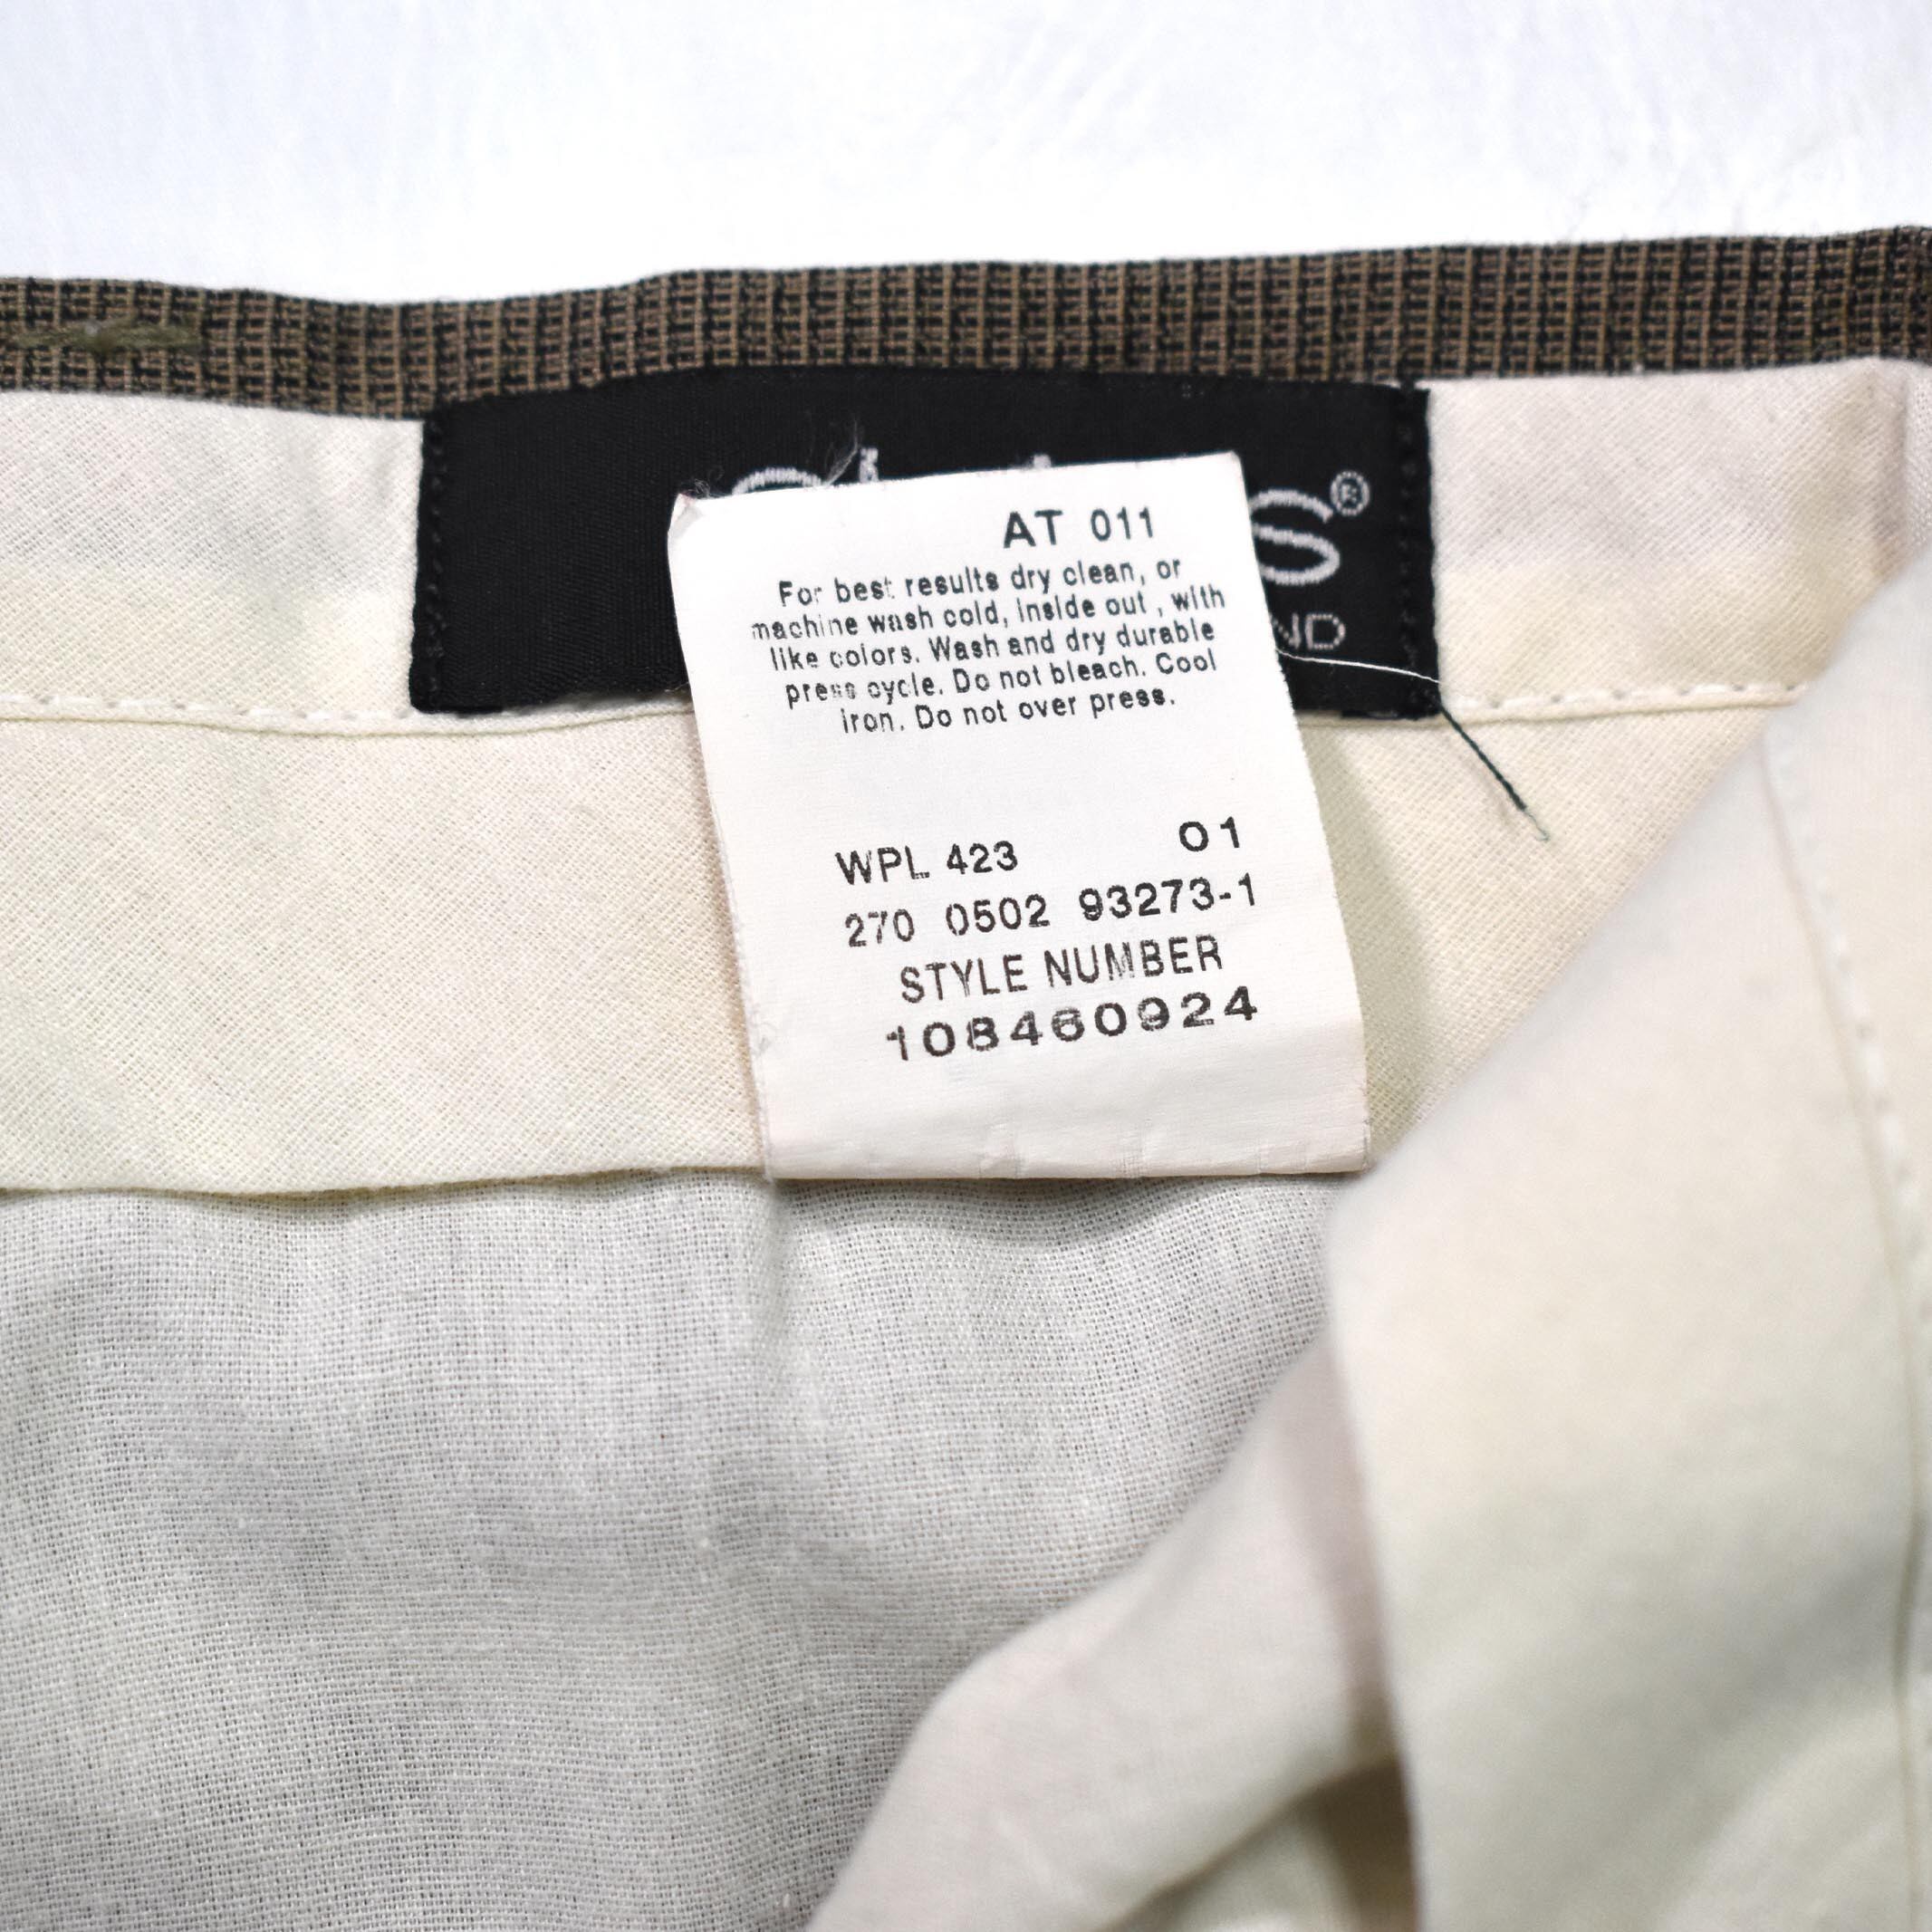 AT 011
For best results dry clean, or
machine wash cold, inside out , with
like colors. Wash and dry durable
press cycle. Do not bleach. Cool
iron. Do not over press.
WPL 423 01
270 0502 93273-1
STYLE NUMBER
108460924